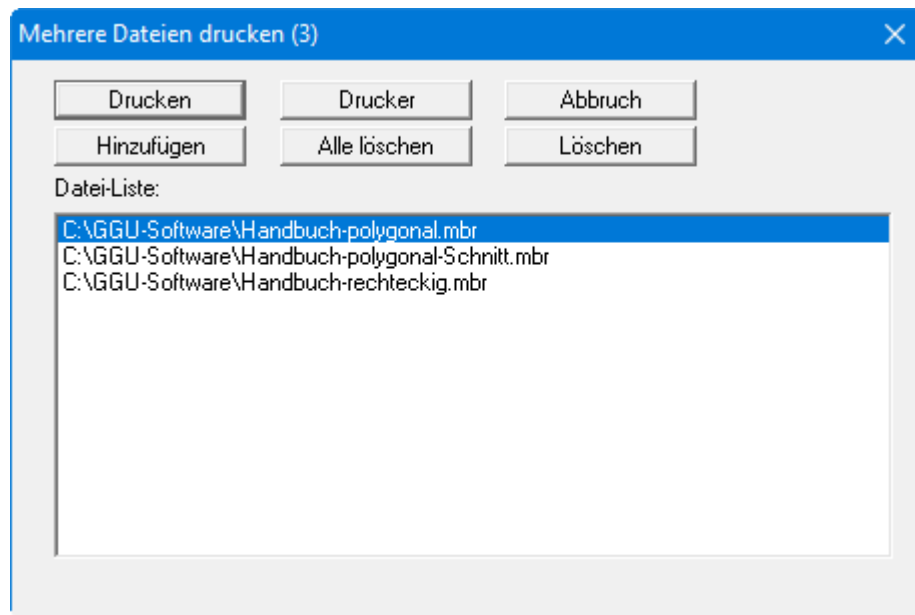 Mehrere Dateien drucken (3)
Drucken Drucker Abbruch
Hinzufügen Alle löschen Löschen
Datei-Liste:
C:\GGU-Software\Handbuch-polygonal.mbr
C:\GGU-Software\Handbuch-polygonal-Schnitt.mbr
C:\GGU-Software\Handbuch-rechteckig.mbr